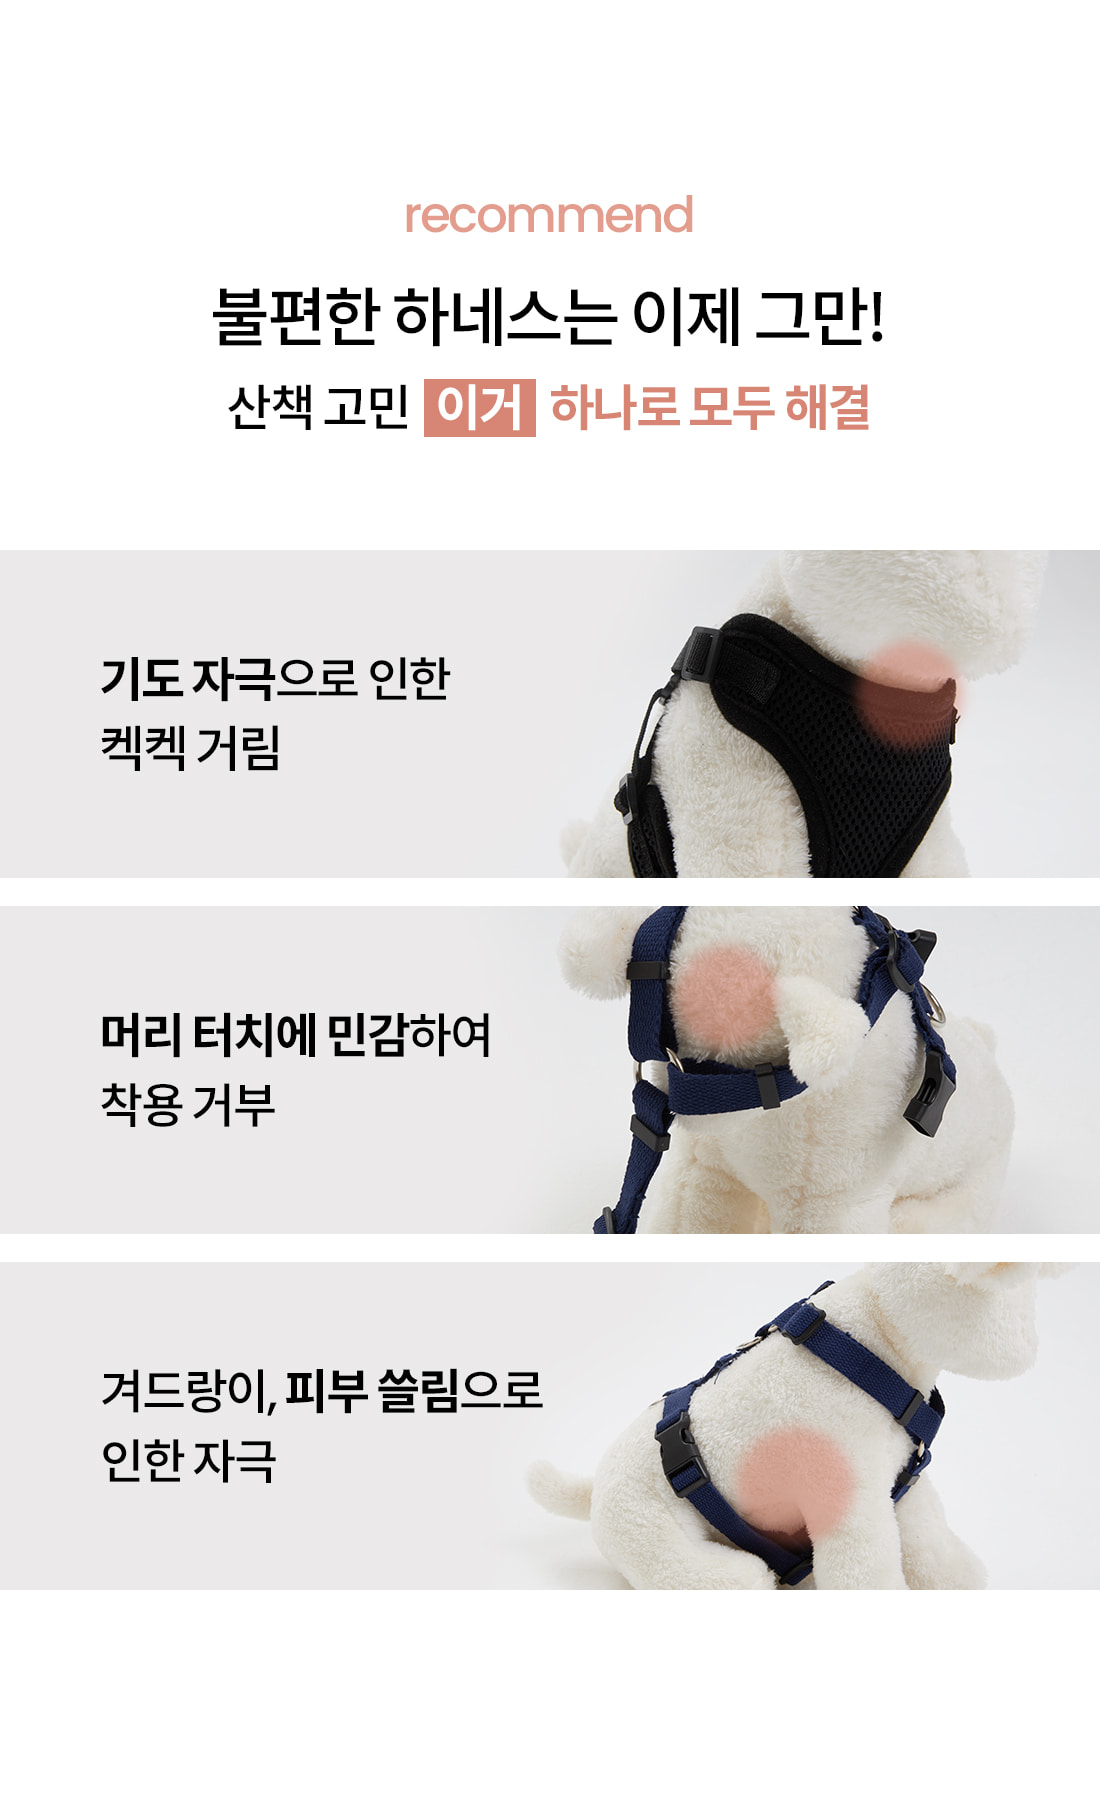 recommend
불편한 하네스는 이제 그만!
산책 고민 이거 하나로 모두 해결
기도 자극으로 인한
켁켁 거림
머리 터치에 민감하여
착용 거부
겨드랑이, 피부 쓸림으로
인한 자극